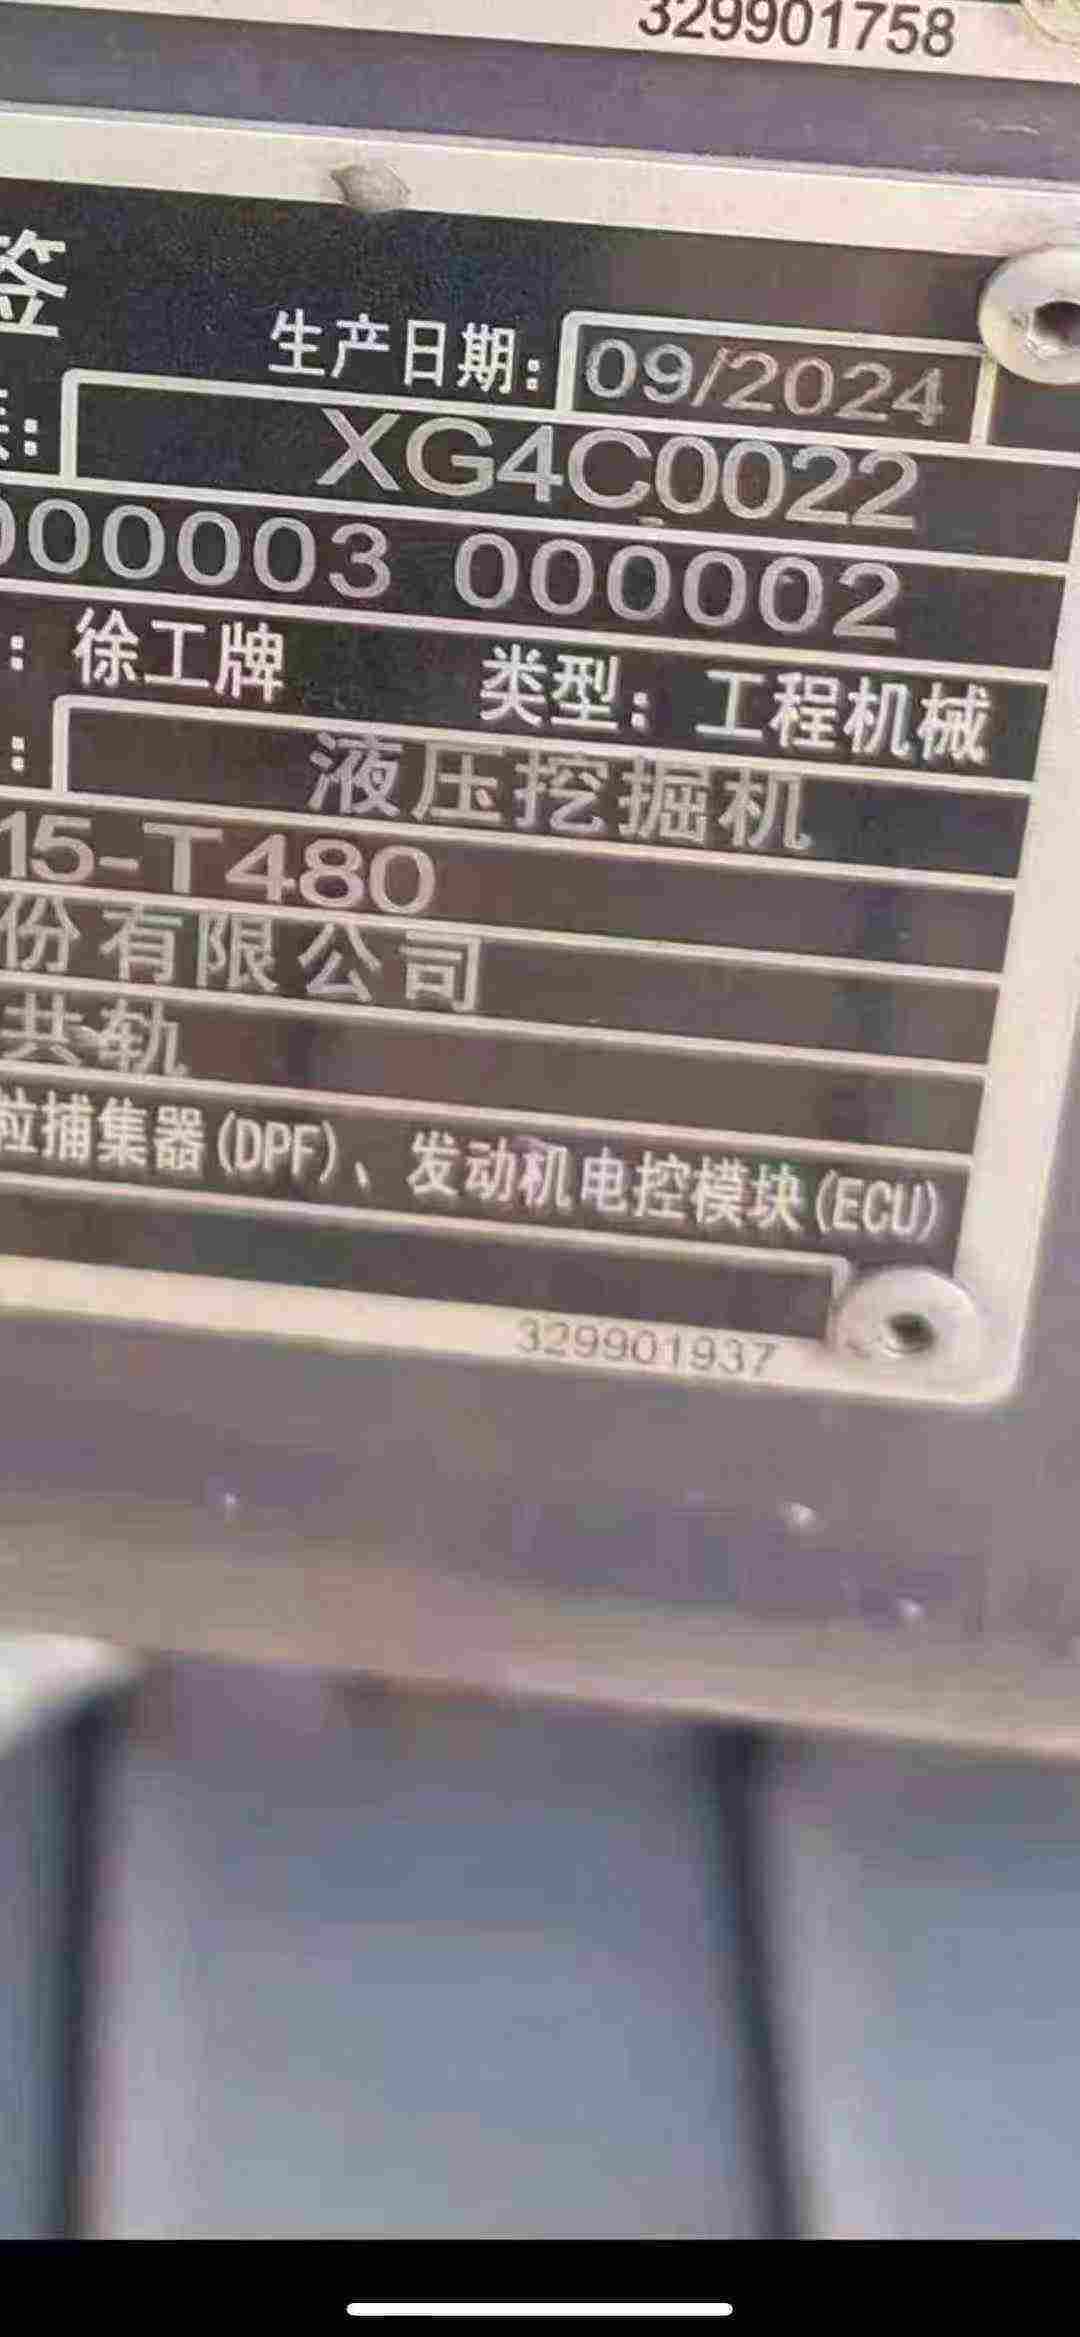 329901758
签
生产日期: 09/2024
XG4C0022
000003 000002
: 徐工牌 类型: 工程机械
: 液压挖掘机
15-T480
份有限公司
共轨
粒捕集器(DPF)、发动机电控模块(ECU)
329901937